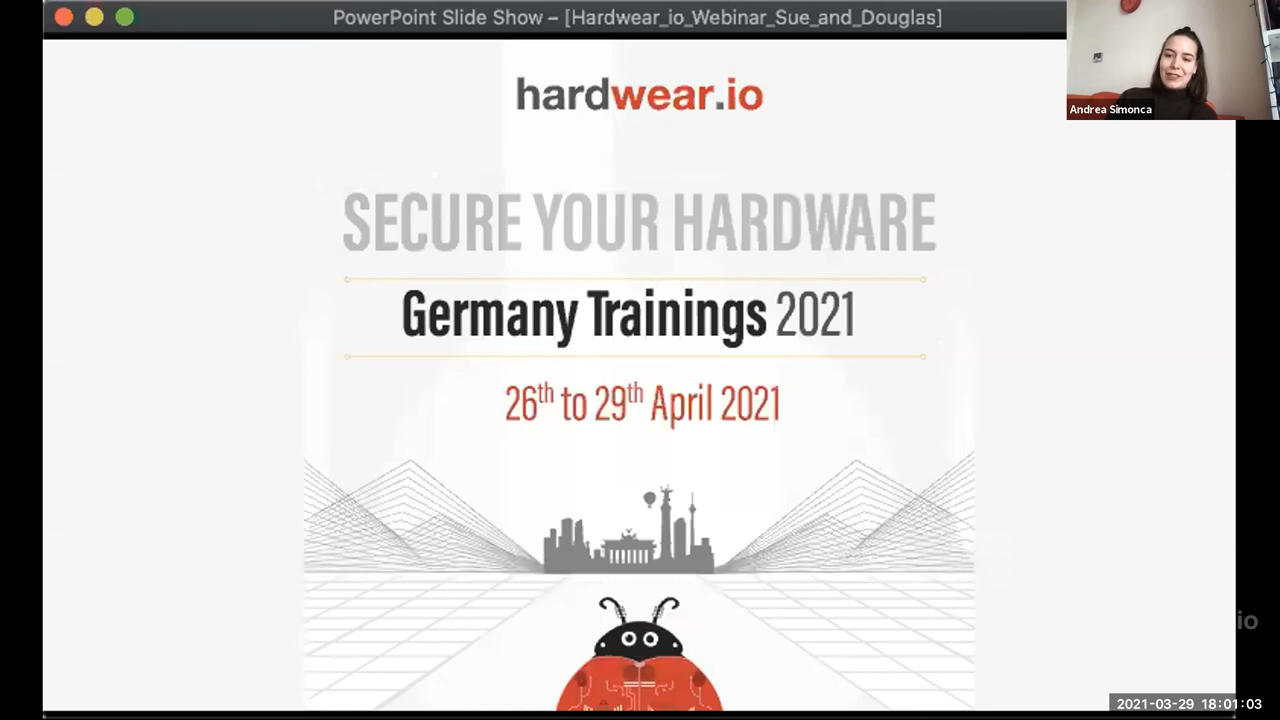 PowerPoint Slide Show – [Hardwear_io_Webinar_Sue_and_Douglas]
Andrea Simonca
hardwear.io
SECURE YOUR HARDWARE
Germany Trainings 2021
26th to 29th April 2021
io
2021-03-29 18:01:03